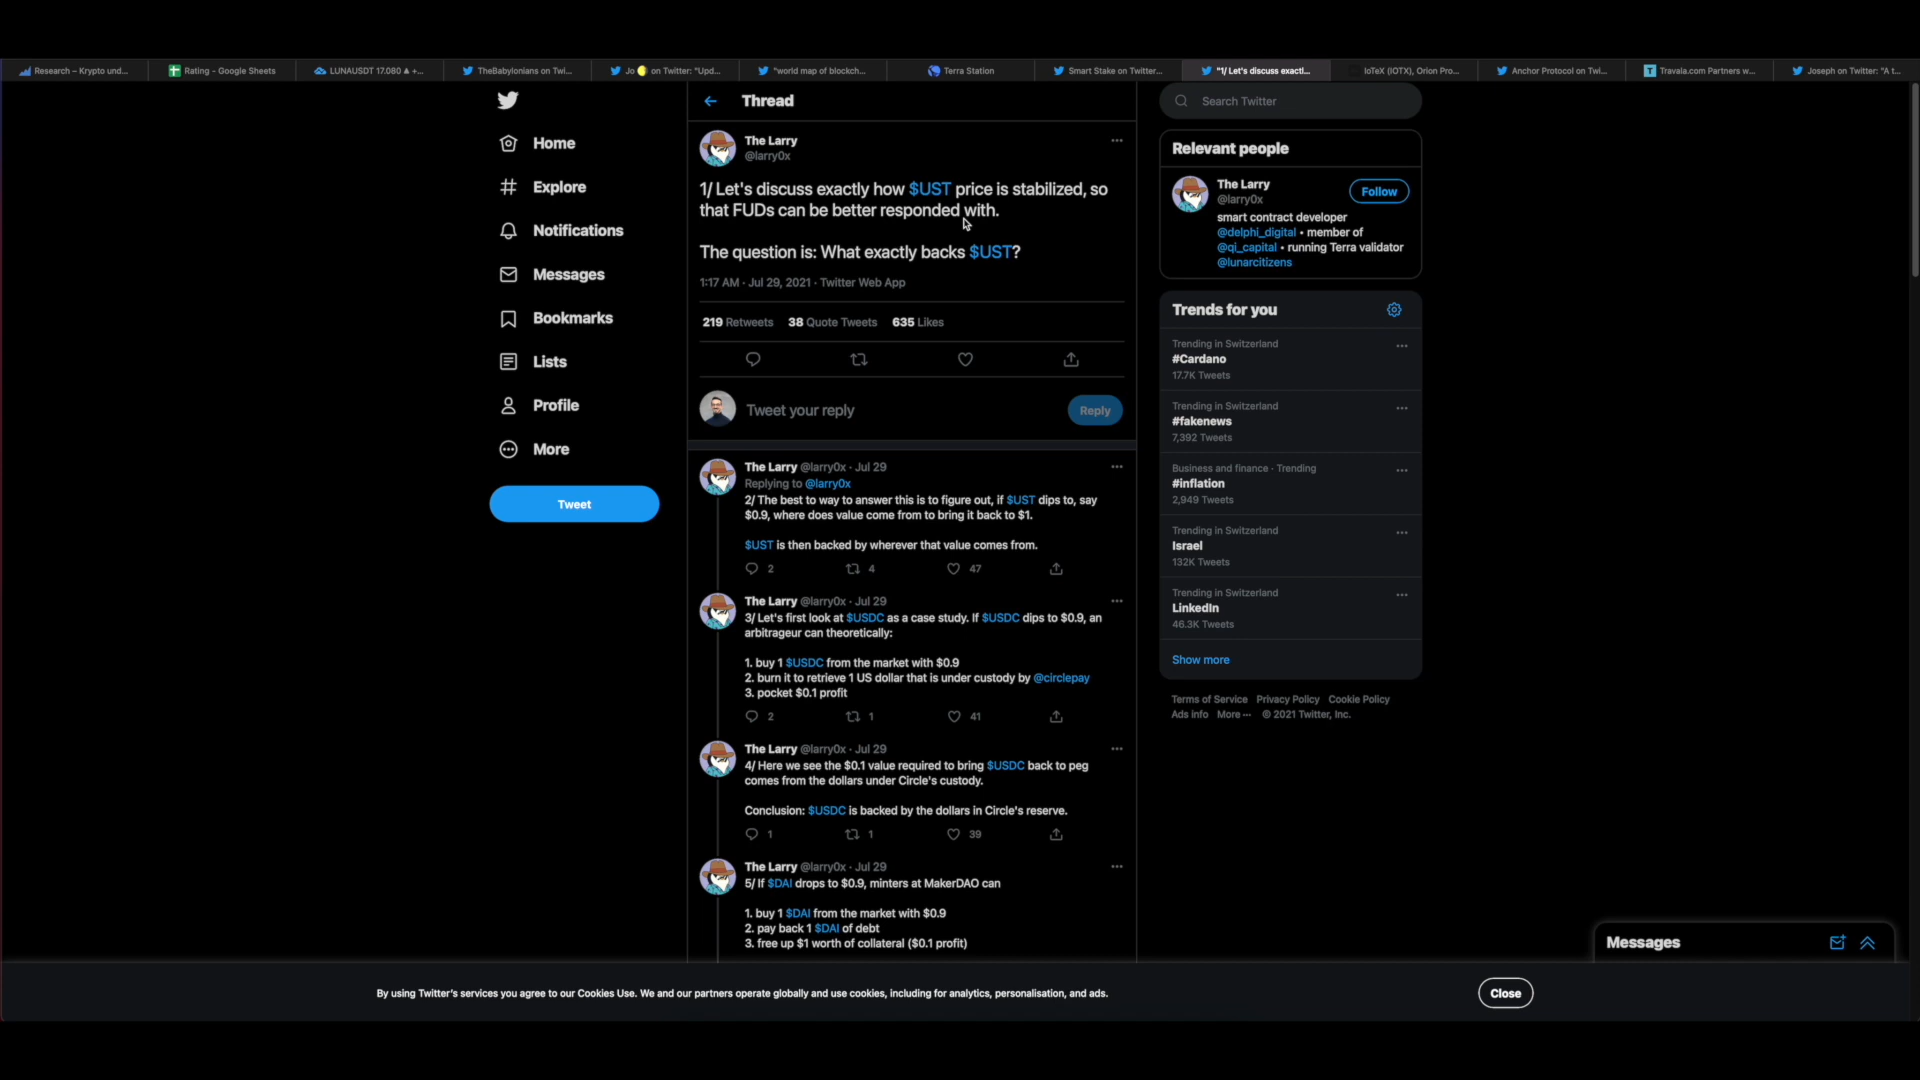 Research – Krypto und...
Rating - Google Sheets
LUNAUSDT 17.080 ▲ +...
TheBabylonians on Twi...
Jo 🌕 on Twitter: "Upd...
"world map of blockch...
Terra Station
Smart Stake on Twitter...
"1/ Let's discuss exactl...
IoTeX (IOTX), Orion Pro...
Anchor Protocol on Twi...
Travala.com Partners w...
Joseph on Twitter: "A t...
Home
Explore
Notifications
Messages
Bookmarks
Lists
Profile
More
Tweet
Thread
The Larry
@larry0x
1/ Let's discuss exactly how $UST price is stabilized, so
that FUDs can be better responded with.
The question is: What exactly backs $UST?
1:17 AM · Jul 29, 2021 · Twitter Web App
219 Retweets 38 Quote Tweets 635 Likes
Tweet your reply
Reply
The Larry @larry0x · Jul 29
Replying to @larry0x
2/ The best to way to answer this is to figure out, if $UST dips to, say
$0.9, where does value come from to bring it back to $1.
$UST is then backed by wherever that value comes from.
2 4 47
The Larry @larry0x · Jul 29
3/ Let's first look at $USDC as a case study. If $USDC dips to $0.9, an
arbitrageur can theoretically:
1. buy 1 $USDC from the market with $0.9
2. burn it to retrieve 1 US dollar that is under custody by @circlepay
3. pocket $0.1 profit
2 1 41
The Larry @larry0x · Jul 29
4/ Here we see the $0.1 value required to bring $USDC back to peg
comes from the dollars under Circle's custody.
Conclusion: $USDC is backed by the dollars in Circle's reserve.
1 1 39
The Larry @larry0x · Jul 29
5/ If $DAI drops to $0.9, minters at MakerDAO can
1. buy 1 $DAI from the market with $0.9
2. pay back 1 $DAI of debt
3. free up $1 worth of collateral ($0.1 profit)
Search Twitter
Relevant people
The Larry
@larry0x
Follow
smart contract developer
@delphi_digital • member of
@qi_capital • running Terra validator
@lunarcitizens
Trends for you
Trending in Switzerland
#Cardano
17.7K Tweets
Trending in Switzerland
#fakenews
7,392 Tweets
Business and finance · Trending
#inflation
2,949 Tweets
Trending in Switzerland
Israel
132K Tweets
Trending in Switzerland
LinkedIn
46.3K Tweets
Show more
Terms of Service Privacy Policy Cookie Policy
Ads info More ··· © 2021 Twitter, Inc.
Messages
By using Twitter's services you agree to our Cookies Use. We and our partners operate globally and use cookies, including for analytics, personalisation, and ads.
Close